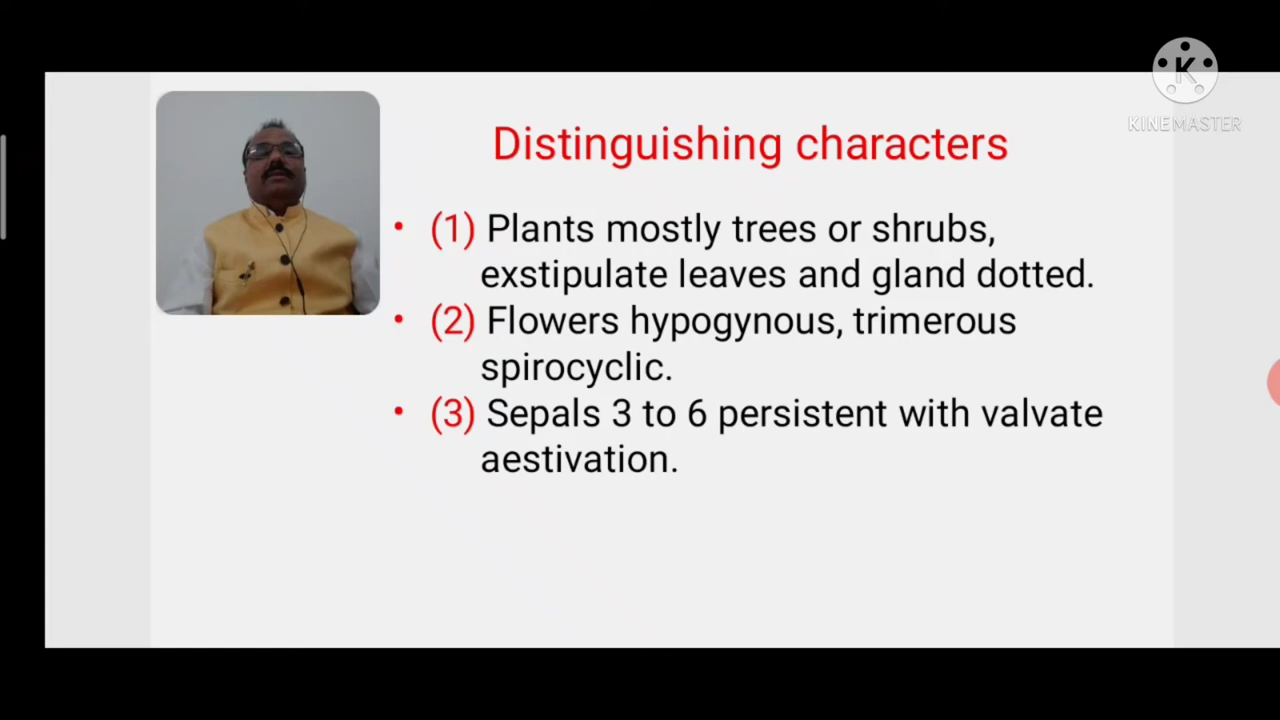 KINEMASTER
Distinguishing characters
• (1) Plants mostly trees or shrubs,
exstipulate leaves and gland dotted.
• (2) Flowers hypogynous, trimerous
spirocyclic.
• (3) Sepals 3 to 6 persistent with valvate
aestivation.